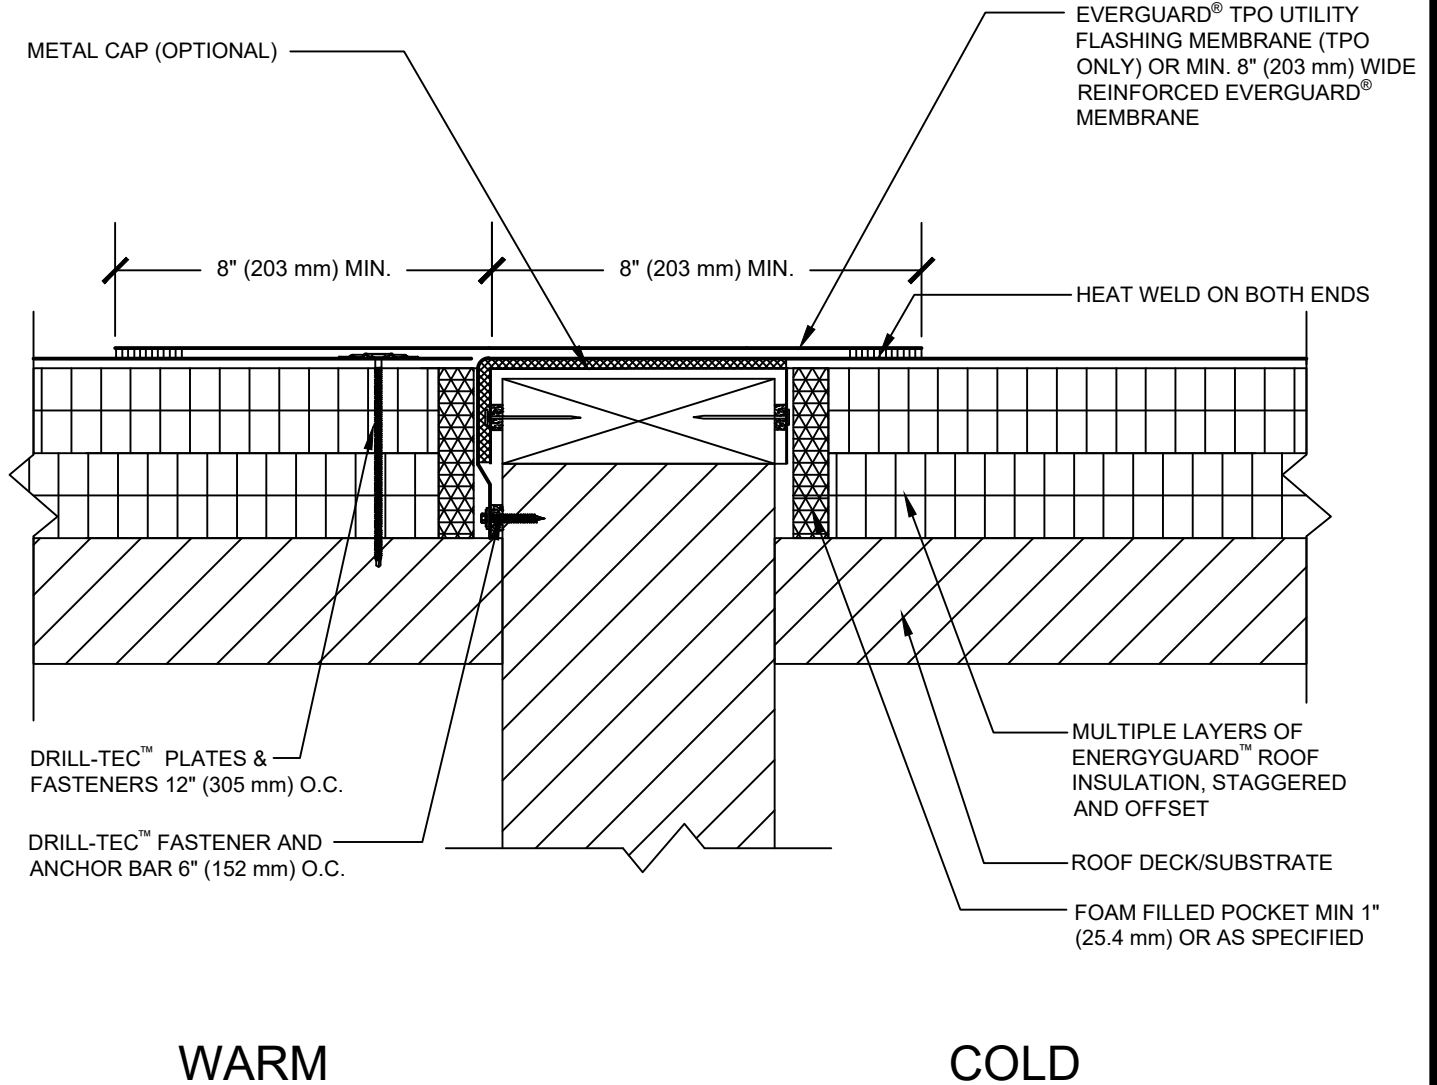 METAL CAP (OPTIONAL)
EVERGUARD® TPO UTILITY
FLASHING MEMBRANE (TPO
ONLY) OR MIN. 8" (203 mm) WIDE
REINFORCED EVERGUARD®
MEMBRANE
8" (203 mm) MIN.
8" (203 mm) MIN.
HEAT WELD ON BOTH ENDS
DRILL-TEC™ PLATES &
FASTENERS 12" (305 mm) O.C.
DRILL-TEC™ FASTENER AND
ANCHOR BAR 6" (152 mm) O.C.
MULTIPLE LAYERS OF
ENERGYGUARD™ ROOF
INSULATION, STAGGERED
AND OFFSET
ROOF DECK/SUBSTRATE
FOAM FILLED POCKET MIN 1"
(25.4 mm) OR AS SPECIFIED
WARM
COLD